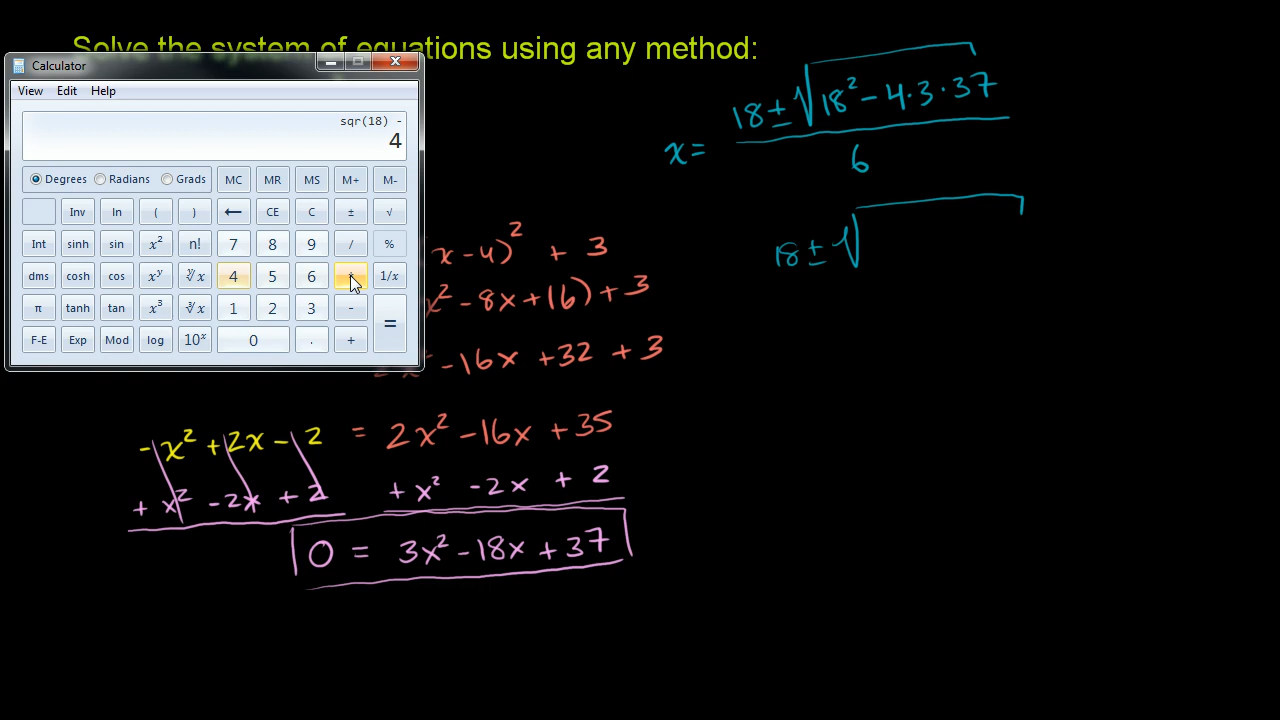 Solve the system of equations using any method:
Calculator
View Edit Help
sqr(18) -
4
Degrees Radians Grads MC MR MS M+ M-
Inv ln ( ) ← CE C ± √
Int sinh sin x² n! 7 8 9 / %
dms cosh cos xʸ ʸ√x 4 5 6 * 1/x
π tanh tan x³ ³√x 1 2 3 - =
F-E Exp Mod log 10ˣ 0 . +
x = 18 ± √18² - 4·3·37
6
18 ± √
x - 4)² + 3
x² - 8x + 16) + 3
- 16x + 32 + 3
-x² + 2x - 2 = 2x² - 16x + 35
+ x² - 2x + 2 + x² - 2x + 2
0 = 3x² - 18x + 37